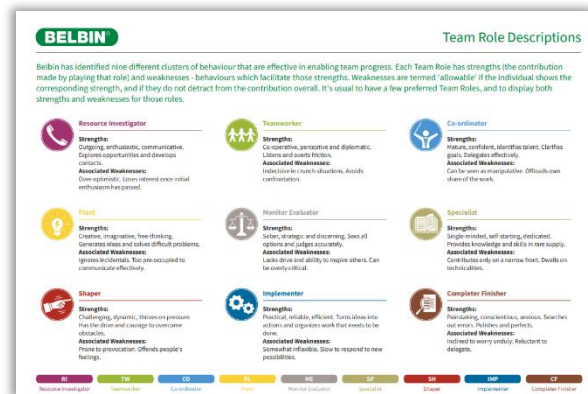 BELBIN®
Team Role Descriptions
Belbin has identified nine different clusters of behaviour that are effective in enabling team progress. Each Team Role has strengths (the contribution
made by playing that role) and weaknesses - behaviours which facilitate those strengths. Weaknesses are termed 'allowable' if the individual shows the
corresponding strength, and if they do not detract from the contribution overall. It's usual to have a few preferred Team Roles, and to display both
strengths and weaknesses for those roles.
Resource Investigator
Strengths:
Outgoing, enthusiastic, communicative.
Explores opportunities and develops
contacts.
Associated Weaknesses:
Over-optimistic. Loses interest once initial
enthusiasm has passed.
Teamworker
Strengths:
Co-operative, perceptive and diplomatic.
Listens and averts friction.
Associated Weaknesses:
Indecisive in crunch situations. Avoids
confrontation.
Co-ordinator
Strengths:
Mature, confident, identifies talent. Clarifies
goals. Delegates effectively.
Associated Weaknesses:
Can be seen as manipulative. Offloads own
share of the work.
Plant
Strengths:
Creative, imaginative, free-thinking.
Generates ideas and solves difficult problems.
Associated Weaknesses:
Ignores incidentals. Too pre-occupied to
communicate effectively.
Monitor Evaluator
Strengths:
Sober, strategic and discerning. Sees all
options and judges accurately.
Associated Weaknesses:
Lacks drive and ability to inspire others. Can
be overly critical.
Specialist
Strengths:
Single-minded, self-starting, dedicated.
Provides knowledge and skills in rare supply.
Associated Weaknesses:
Contributes only on a narrow front. Dwells on
technicalities.
Shaper
Strengths:
Challenging, dynamic, thrives on pressure.
Has the drive and courage to overcome
obstacles.
Associated Weaknesses:
Prone to provocation. Offends people's
feelings.
Implementer
Strengths:
Practical, reliable, efficient. Turns ideas into
actions and organizes work that needs to be
done.
Associated Weaknesses:
Somewhat inflexible. Slow to respond to new
possibilities.
Completer Finisher
Strengths:
Painstaking, conscientious, anxious. Searches
out errors. Polishes and perfects.
Associated Weaknesses:
Inclined to worry unduly. Reluctant to
delegate.
RI TW CO PL ME SP SH IMP CF
Resource Investigator Teamworker Co-ordinator Plant Monitor Evaluator Specialist Shaper Implementer Completer Finisher